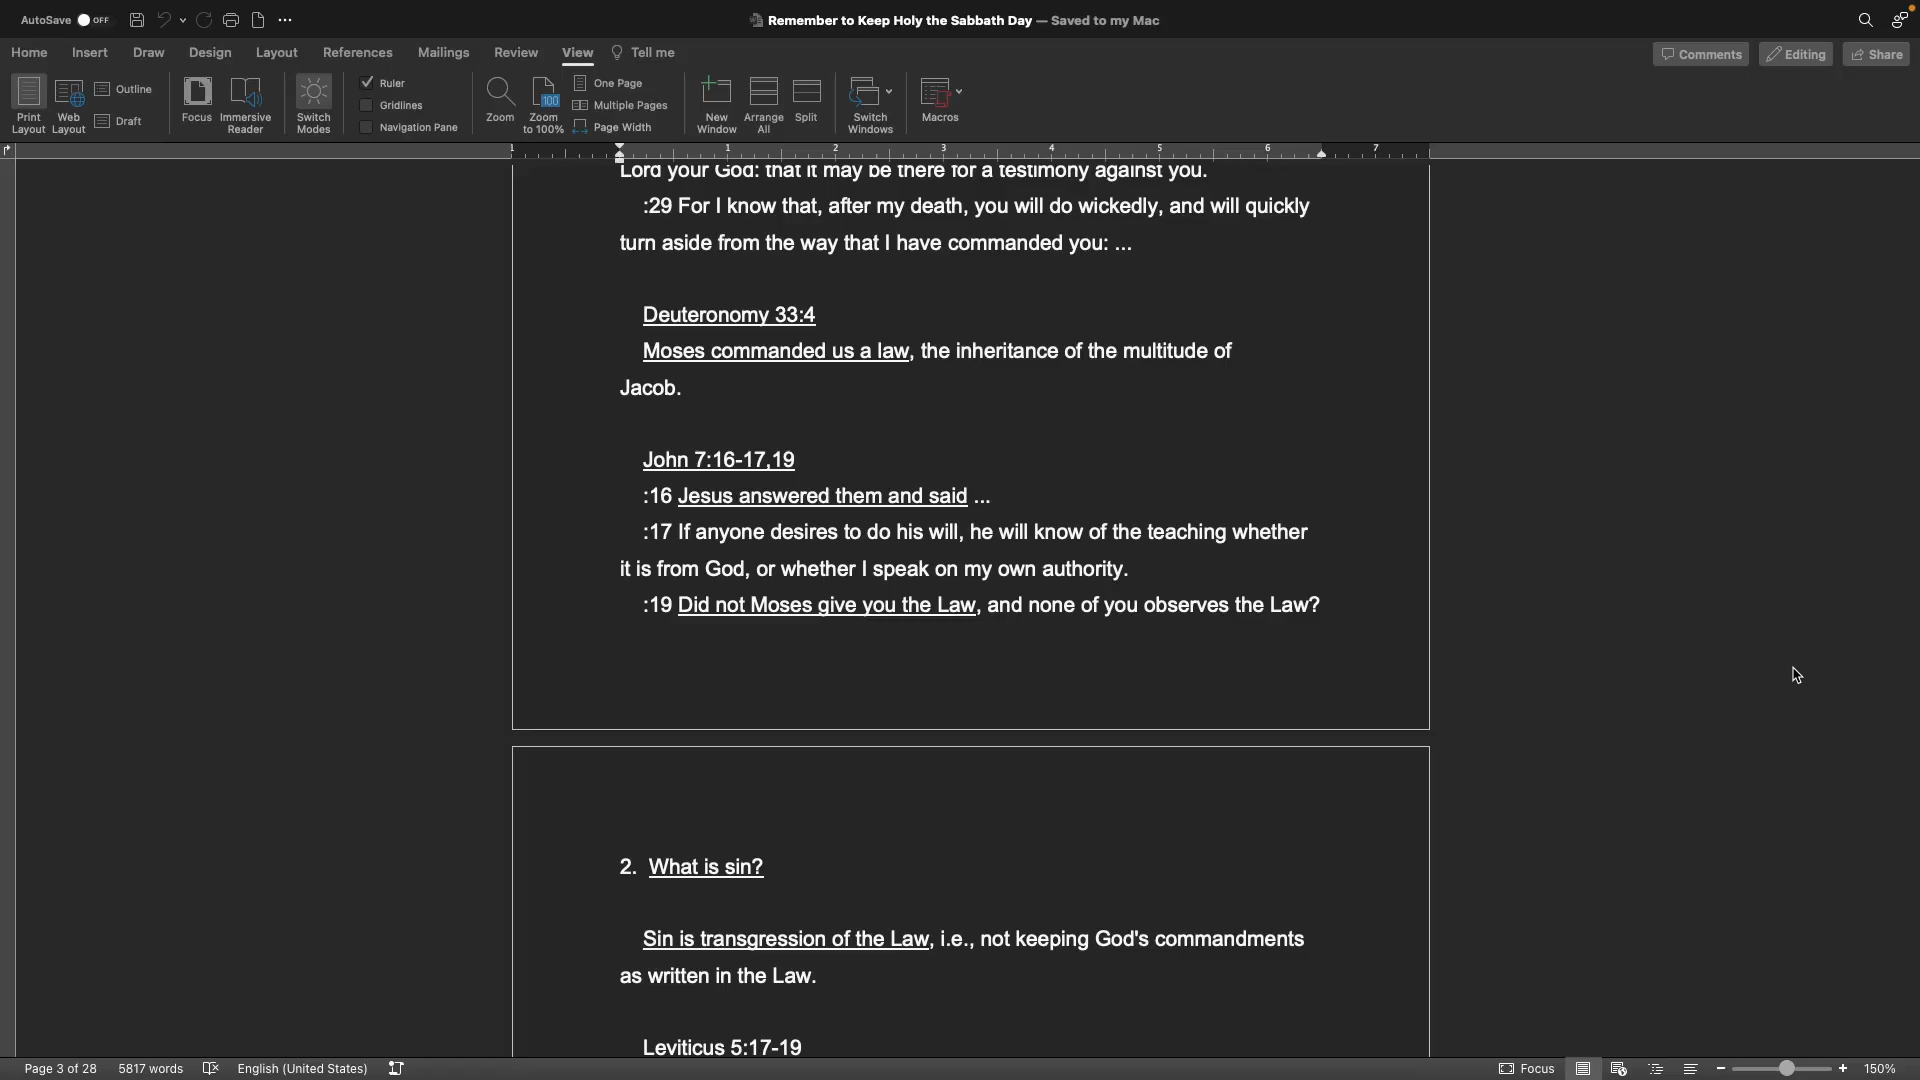 AutoSave OFF
Remember to Keep Holy the Sabbath Day — Saved to my Mac
Home Insert Draw Design Layout References Mailings Review View Tell me
Comments Editing Share
Print Layout
Web Layout
Outline
Draft
Focus
Immersive Reader
Switch Modes
Ruler
Gridlines
Navigation Pane
Zoom
100
Zoom to 100%
One Page
Multiple Pages
Page Width
New Window
Arrange All
Split
Switch Windows
Macros
1 1 2 3 4 5 6 7
Lord your God: that it may be there for a testimony against you.
:29 For I know that, after my death, you will do wickedly, and will quickly
turn aside from the way that I have commanded you: ...
Deuteronomy 33:4
Moses commanded us a law, the inheritance of the multitude of
Jacob.
John 7:16-17,19
:16 Jesus answered them and said ...
:17 If anyone desires to do his will, he will know of the teaching whether
it is from God, or whether I speak on my own authority.
:19 Did not Moses give you the Law, and none of you observes the Law?
2. What is sin?
Sin is transgression of the Law, i.e., not keeping God's commandments
as written in the Law.
Leviticus 5:17-19
Page 3 of 28 5817 words English (United States) Focus 150%